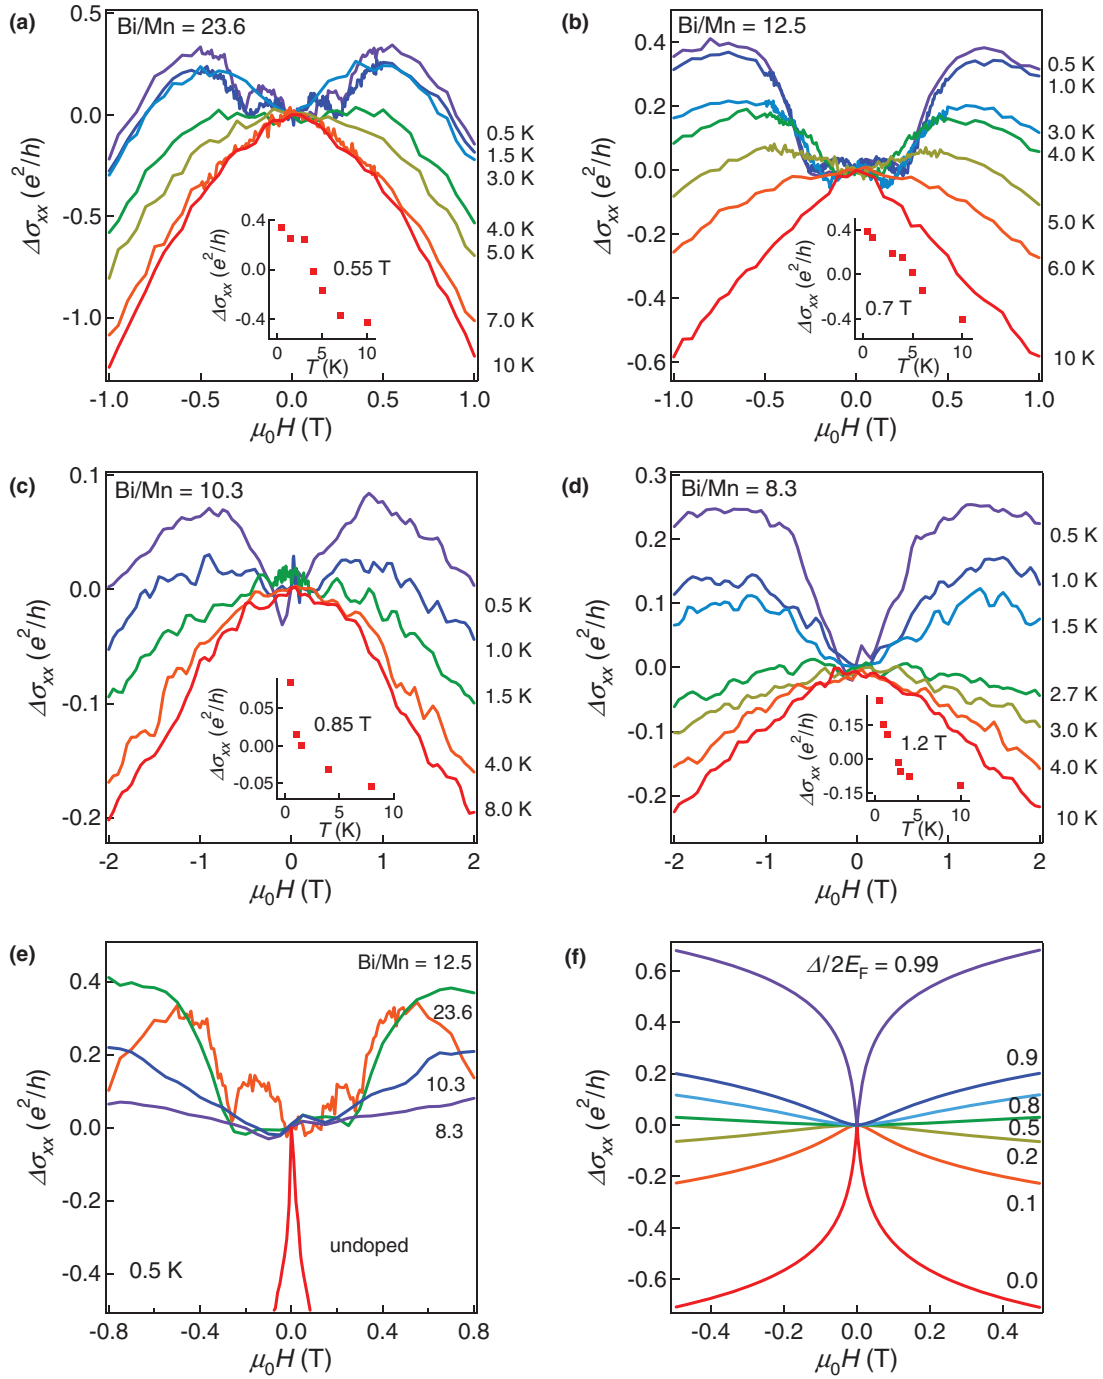 (a)
Bi/Mn = 23.6
0.5
0.0
-0.5
-1.0
Δσxx (e²/h)
0.5 K
1.5 K
3.0 K
4.0 K
5.0 K
7.0 K
10 K
0.4
0.0
-0.4
Δσxx (e²/h)
0.55 T
0 5 10
T (K)
-1.0 -0.5 0.0 0.5 1.0
μ₀H (T)
(b)
Bi/Mn = 12.5
0.4
0.2
0.0
-0.2
-0.4
-0.6
Δσxx (e²/h)
0.5 K
1.0 K
3.0 K
4.0 K
5.0 K
6.0 K
10 K
0.4
0.0
-0.4
Δσxx (e²/h)
0.7 T
0 5 10
T (K)
-1.0 -0.5 0.0 0.5 1.0
μ₀H (T)
(c)
Bi/Mn = 10.3
0.1
0.0
-0.1
-0.2
Δσxx (e²/h)
0.5 K
1.0 K
1.5 K
4.0 K
8.0 K
0.05
0.00
-0.05
Δσxx (e²/h)
0.85 T
0 5 10
T (K)
-2 -1 0 1 2
μ₀H (T)
(d)
Bi/Mn = 8.3
0.3
0.2
0.1
0.0
-0.1
-0.2
Δσxx (e²/h)
0.5 K
1.0 K
1.5 K
2.7 K
3.0 K
4.0 K
10 K
0.15
0.00
-0.15
Δσxx (e²/h)
1.2 T
0 5 10
T (K)
-2 -1 0 1 2
μ₀H (T)
(e)
Bi/Mn = 12.5
23.6
10.3
8.3
undoped
0.5 K
0.4
0.2
0.0
-0.2
-0.4
Δσxx (e²/h)
-0.8 -0.4 0.0 0.4 0.8
μ₀H (T)
(f)
Δ/2EF = 0.99
0.9
0.8
0.5
0.2
0.1
0.0
0.6
0.4
0.2
0.0
-0.2
-0.4
-0.6
Δσxx (e²/h)
-0.4 -0.2 0.0 0.2 0.4
μ₀H (T)